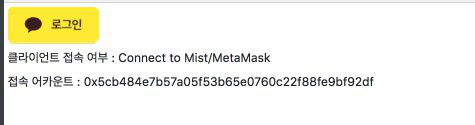 로그인
클라이언트 접속 여부 : Connect to Mist/MetaMask
접속 어카운트 : 0x5cb484e7b57a05f53b65e0760c22f88fe9bf92df